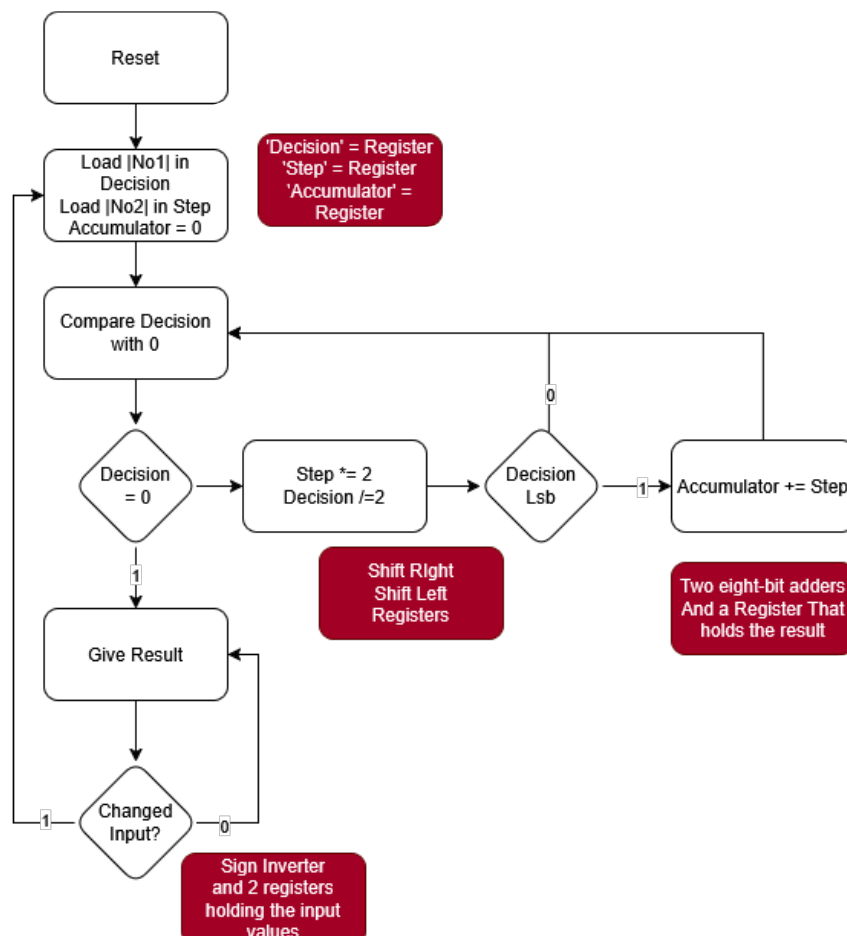 Reset
Load |No1| in
Decision
Load |No2| in Step
Accumulator = 0
'Decision' = Register
'Step' = Register
'Accumulator' =
Register
Compare Decision
with 0
0
Decision
= 0
Step *= 2
Decision /=2
Decision
Lsb
1
Accumulator += Step
1
Shift RIght
Shift Left
Registers
Two eight-bit adders
And a Register That
holds the result
Give Result
Changed
Input?
1
0
Sign Inverter
and 2 registers
holding the input
values